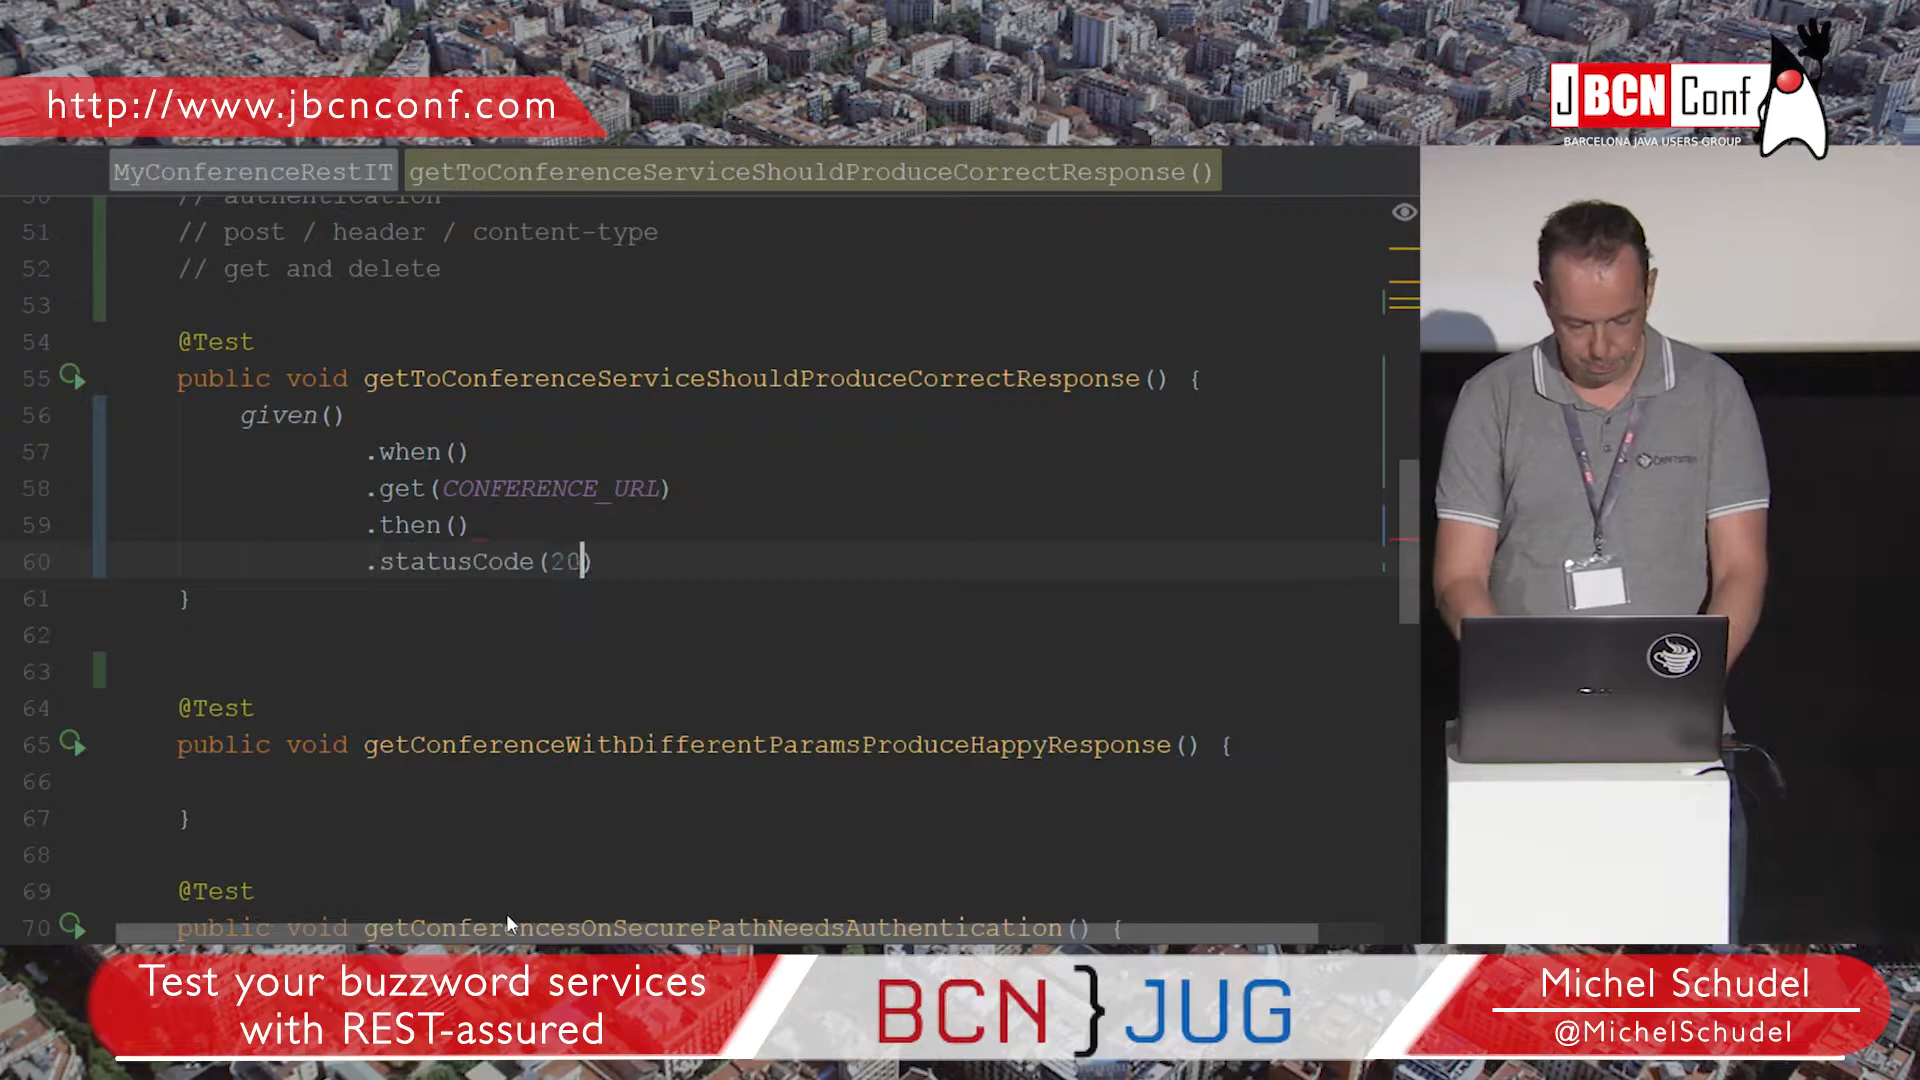 http://www.jbcnconf.com
JBCNConf
BARCELONA JAVA USERS GROUP
MyConferenceRestIT getToConferenceServiceShouldProduceCorrectResponse()
50 // authentication
51 // post / header / content-type
52 // get and delete
53
54 @Test
55 public void getToConferenceServiceShouldProduceCorrectResponse() {
56 given()
57 .when()
58 .get(CONFERENCE_URL)
59 .then()
60 .statusCode(20)
61 }
62
63
64 @Test
65 public void getConferenceWithDifferentParamsProduceHappyResponse() {
66
67 }
68
69 @Test
70 public void getConferencesOnSecurePathNeedsAuthentication() {
Test your buzzword services
with REST-assured
BCN}JUG
Michel Schudel
@MichelSchudel